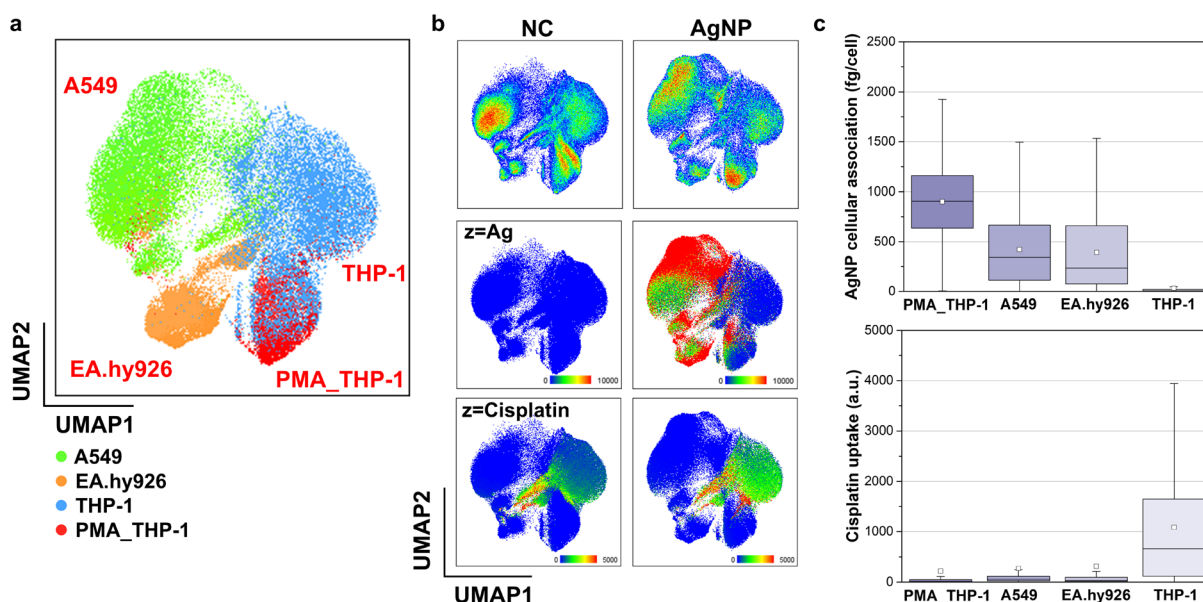 a
A549
THP-1
EA.hy926
PMA_THP-1
UMAP2
UMAP1
A549
EA.hy926
THP-1
PMA_THP-1
b
NC
AgNP
z=Ag
0
10000
0
10000
z=Cisplatin
0
5000
0
5000
UMAP2
UMAP1
c
AgNP cellular association (fg/cell)
2500
2000
1500
1000
500
0
PMA_THP-1 A549 EA.hy926 THP-1
Cisplatin uptake (a.u.)
5000
4000
3000
2000
1000
0
PMA_THP-1 A549 EA.hy926 THP-1